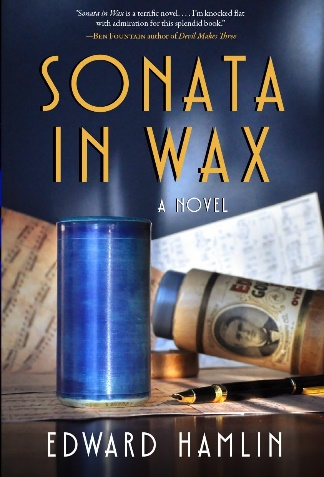 "Sonata in Wax is a terrific novel. . . . I'm knocked flat
with admiration for this splendid book."
—BEN FOUNTAIN author of Devil Makes Three
SONATA
IN WAX
A NOVEL
EDWARD HAMLIN